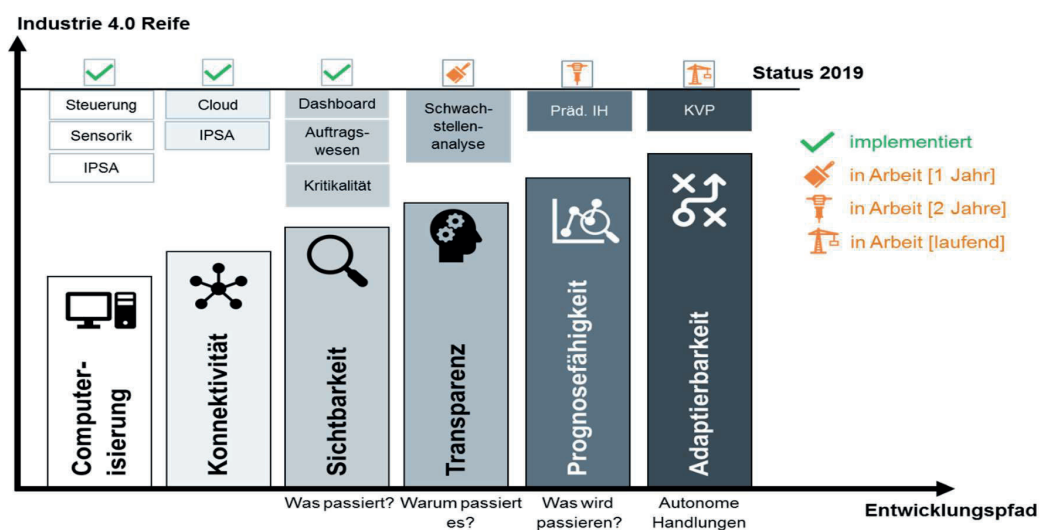 Industrie 4.0 Reife
Status 2019
Steuerung
Sensorik
IPSA
Cloud
IPSA
Dashboard
Auftrags-
wesen
Kritikalität
Schwach-
stellen-
analyse
Präd. IH
KVP
implementiert
in Arbeit [1 Jahr]
in Arbeit [2 Jahre]
in Arbeit [laufend]
Computer-
isierung
Konnektivität
Sichtbarkeit
Transparenz
Prognosefähigkeit
Adaptierbarkeit
Was passiert?
Warum passiert
es?
Was wird
passieren?
Autonome
Handlungen
Entwicklungspfad